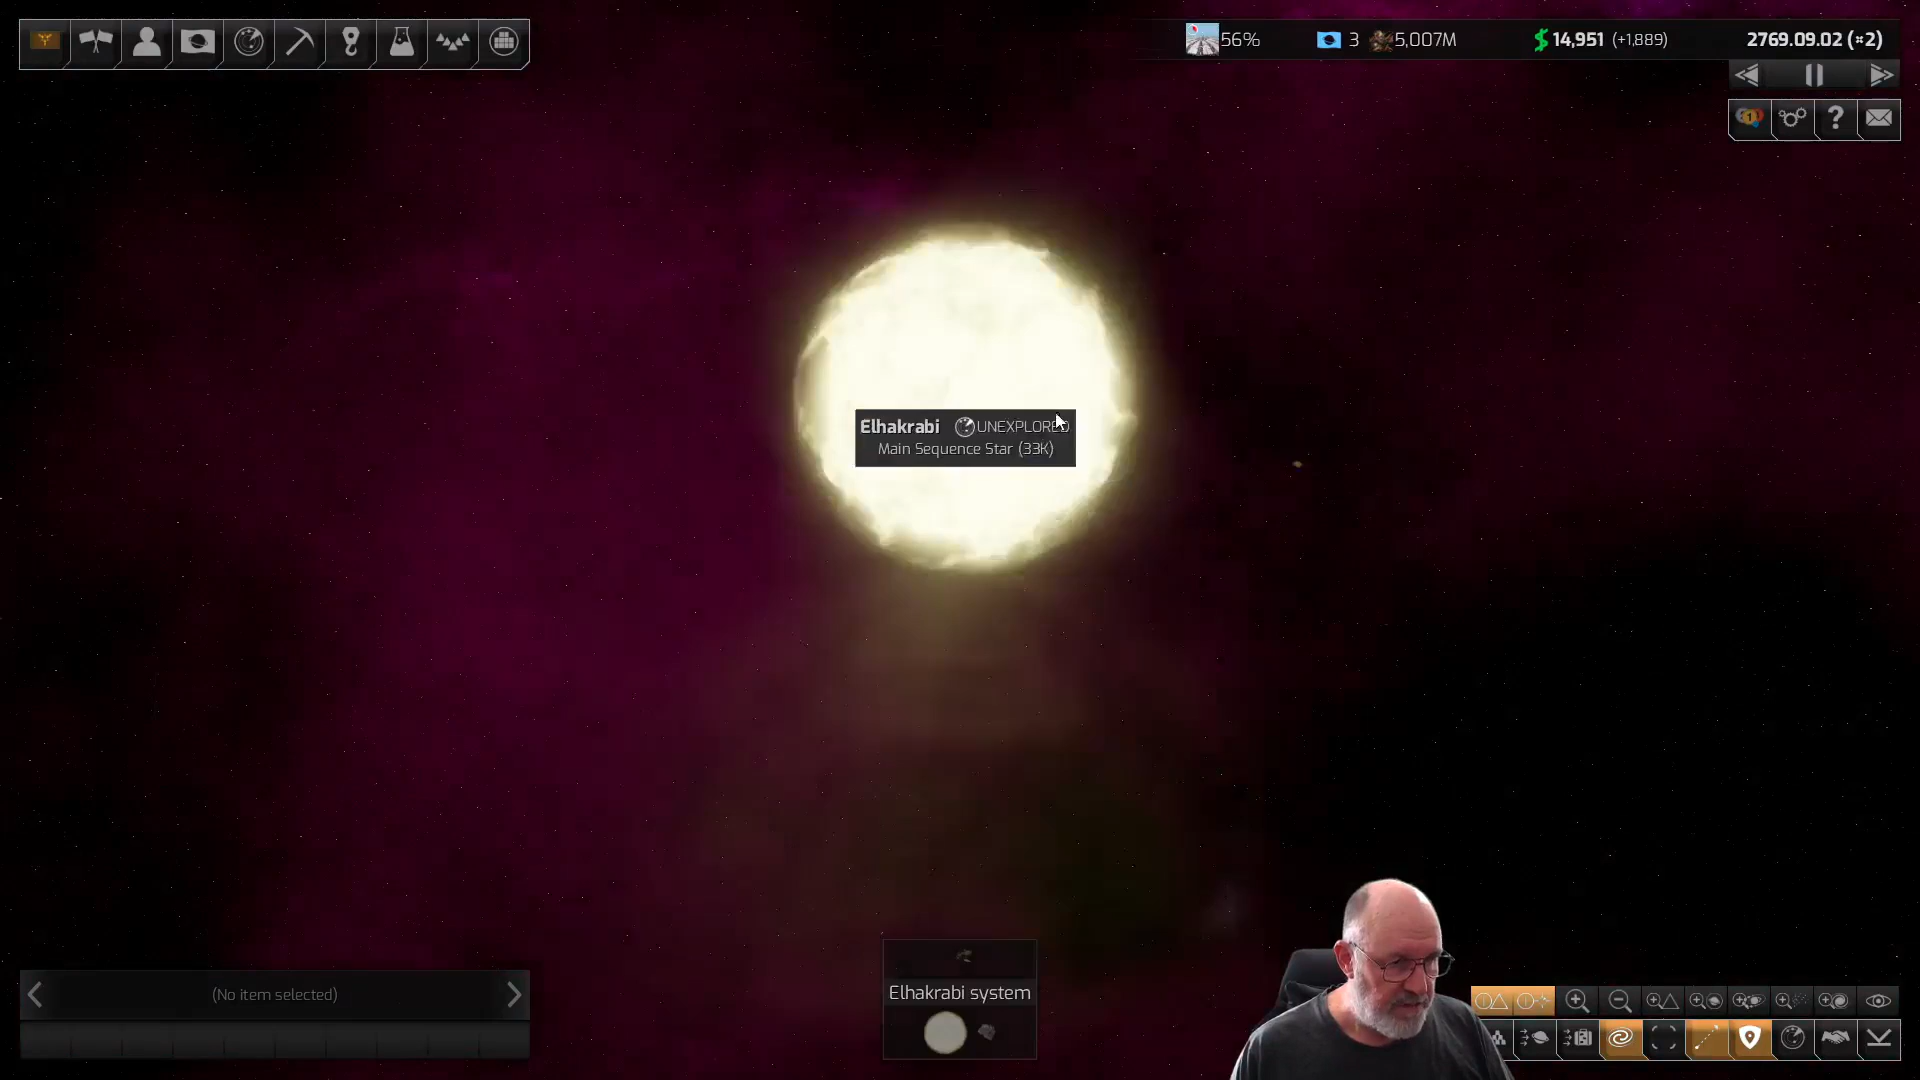 56%
3
5,007M
14,951 (+1,889)
2769.09.02 (×2)
1
?
Elhakrabi UNEXPLORED
Main Sequence Star (33K)
(No item selected)
Elhakrabi system